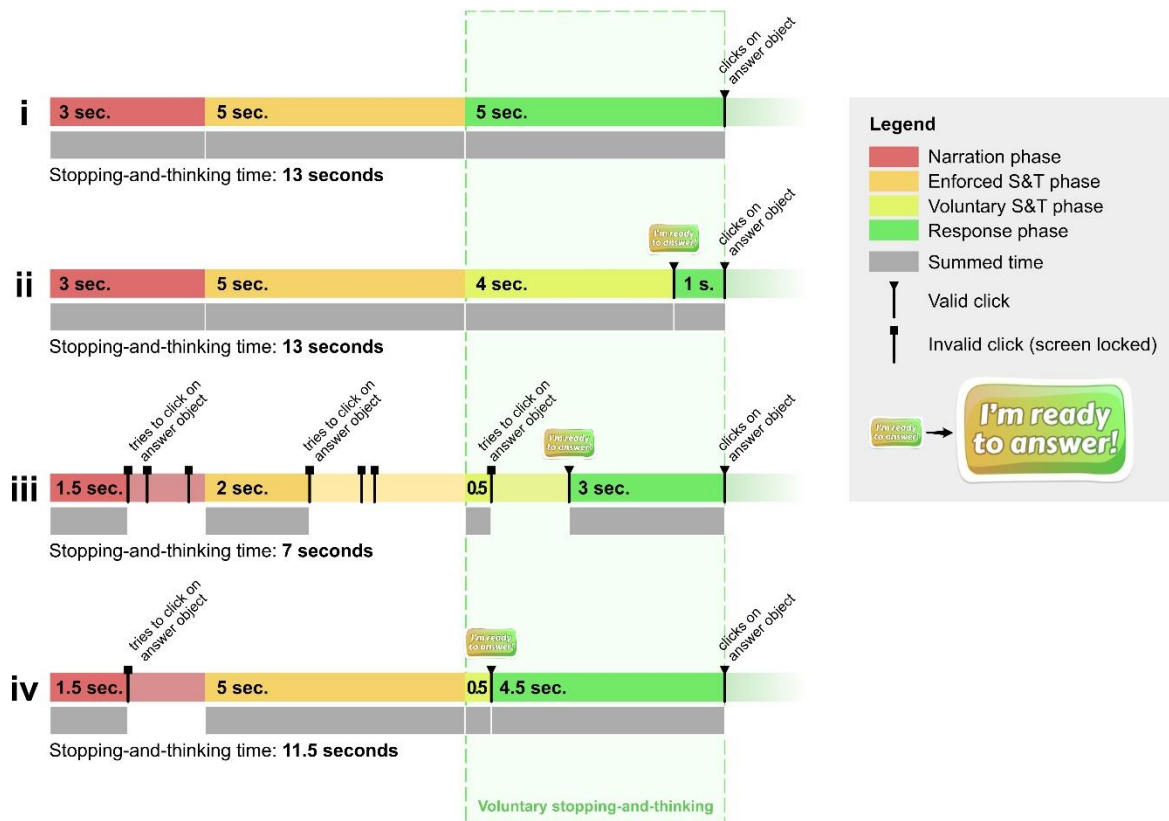 clicks on
answer object
i
3 sec.
5 sec.
5 sec.
Stopping-and-thinking time: 13 seconds
I'm ready
to answer!
clicks on
answer object
ii
3 sec.
5 sec.
4 sec.
1 s.
Stopping-and-thinking time: 13 seconds
tries to click on
answer object
tries to click on
answer object
tries to click on
answer object
I'm ready
to answer!
clicks on
answer object
iii
1.5 sec.
2 sec.
0.5
3 sec.
Stopping-and-thinking time: 7 seconds
tries to click on
answer object
I'm ready
to answer!
clicks on
answer object
iv
1.5 sec.
5 sec.
0.5
4.5 sec.
Stopping-and-thinking time: 11.5 seconds
Voluntary stopping-and-thinking
Legend
Narration phase
Enforced S&T phase
Voluntary S&T phase
Response phase
Summed time
Valid click
Invalid click (screen locked)
I'm ready
to answer!
I'm ready
to answer!